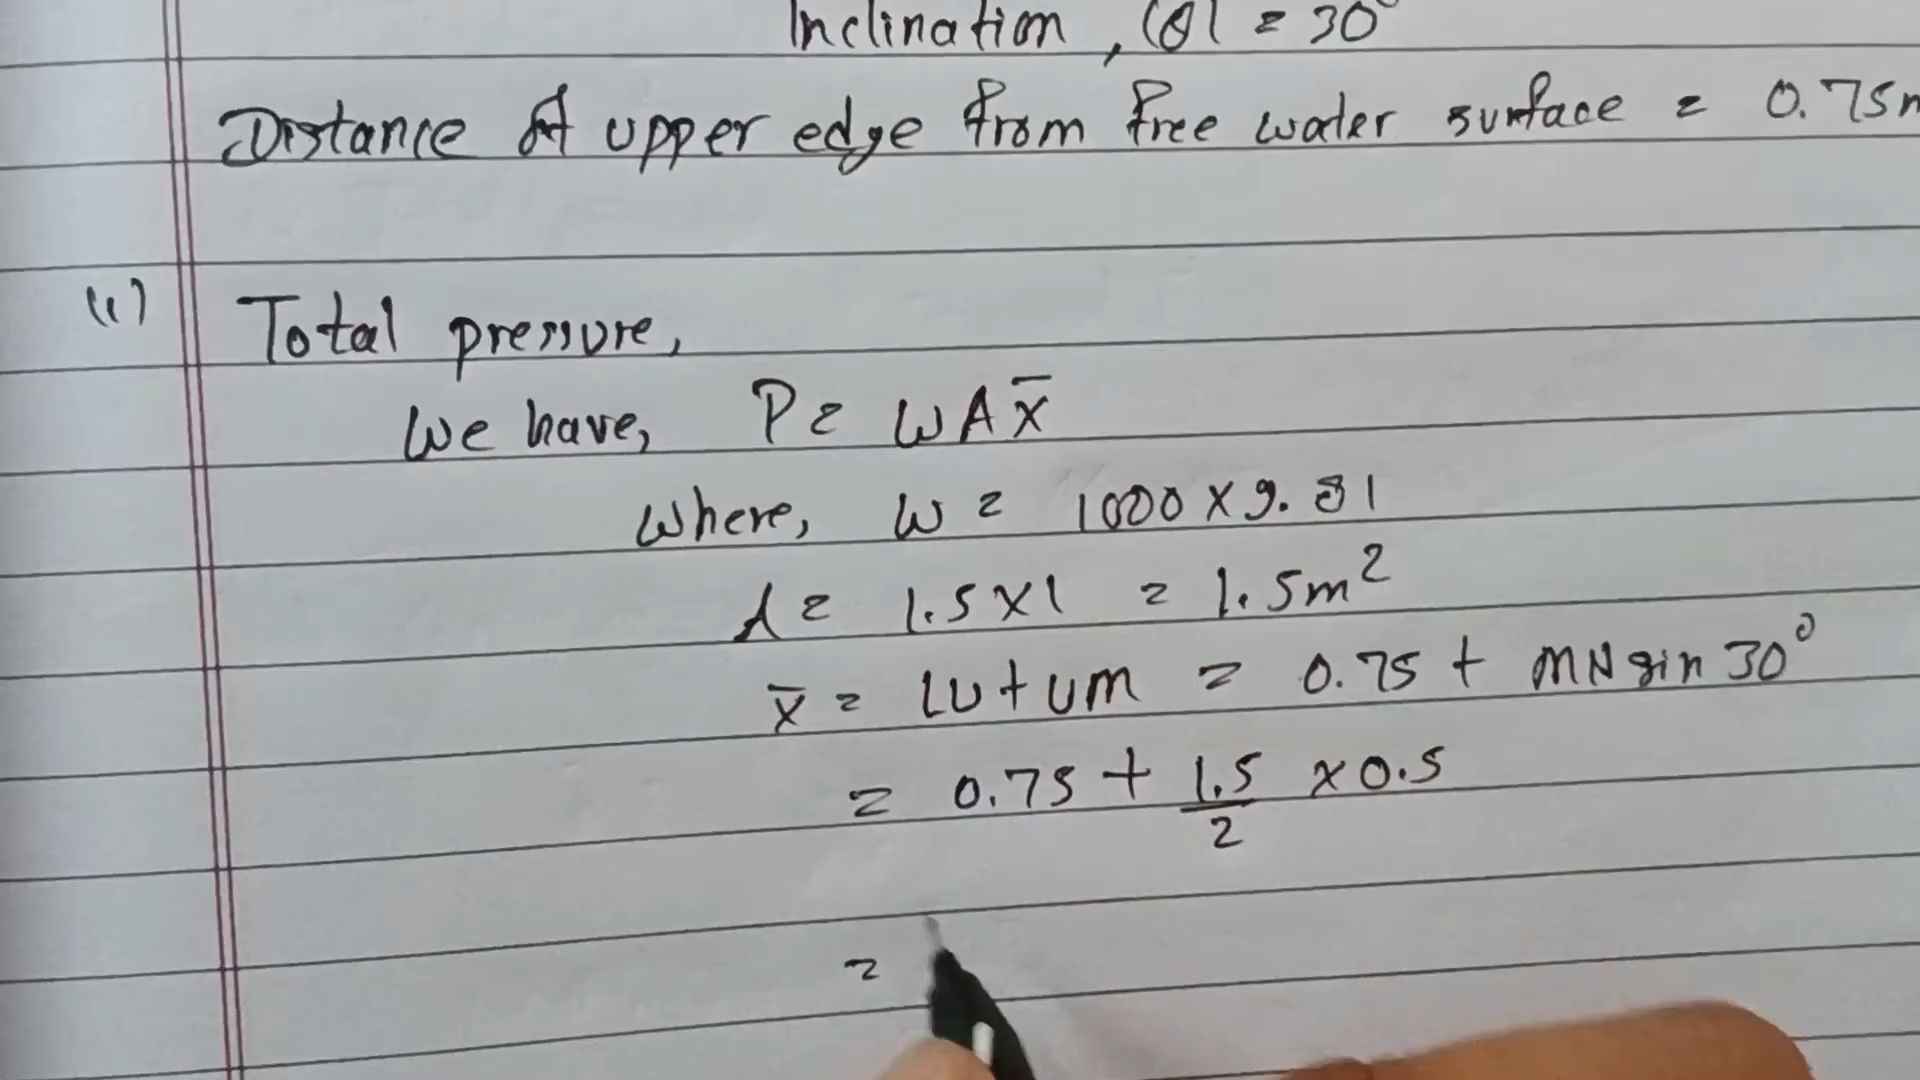 Inclination, (θ) = 30°
Distance of upper edge from free water surface = 0.75m
(i) Total pressure,
We have, P = wAx̄
Where, w = 1000 × 9.81
A = 1.5 × 1 = 1.5m²
x̄ = LU + UM = 0.75 + MN sin 30°
= 0.75 + 1.5/2 × 0.5
=